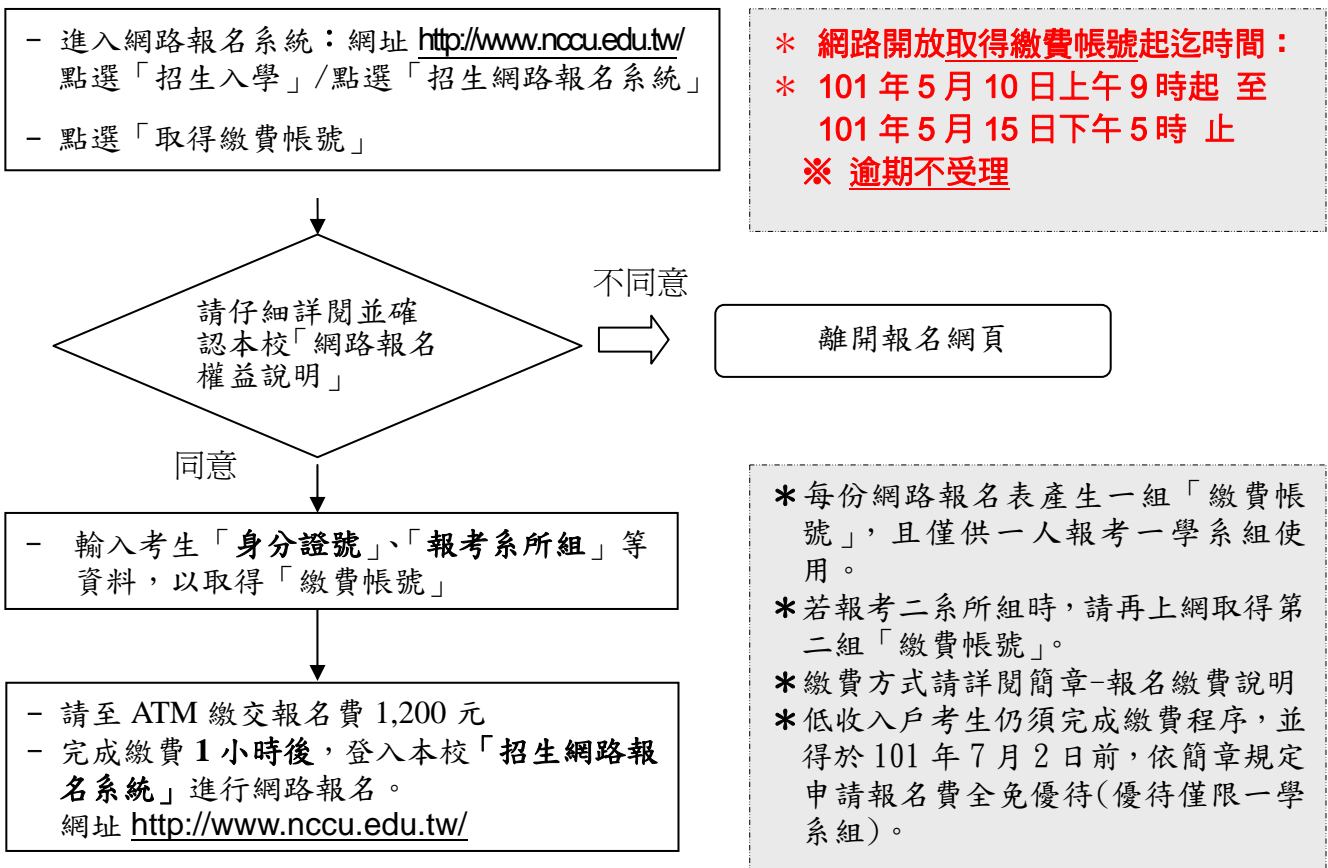 - 進入網路報名系統：網址 http://www.nccu.edu.tw/
點選「招生入學」/點選「招生網路報名系統」
- 點選「取得繳費帳號」
＊ 網路開放取得繳費帳號起迄時間：
＊ 101 年 5 月 10 日上午 9 時起 至
101 年 5 月 15 日下午 5 時 止
※ 逾期不受理
請仔細詳閱並確
認本校「網路報名
權益說明」
不同意
離開報名網頁
同意
- 輸入考生「身分證號」、「報考系所組」等
資料，以取得「繳費帳號」
- 請至 ATM 繳交報名費 1,200 元
- 完成繳費 1 小時後，登入本校「招生網路報
名系統」進行網路報名。
網址 http://www.nccu.edu.tw/
＊每份網路報名表產生一組「繳費帳
號」，且僅供一人報考一學系組使
用。
＊若報考二系所組時，請再上網取得第
二組「繳費帳號」。
＊繳費方式請詳閱簡章-報名繳費說明
＊低收入戶考生仍須完成繳費程序，並
得於 101 年 7 月 2 日前，依簡章規定
申請報名費全免優待(優待僅限一學
系組)。